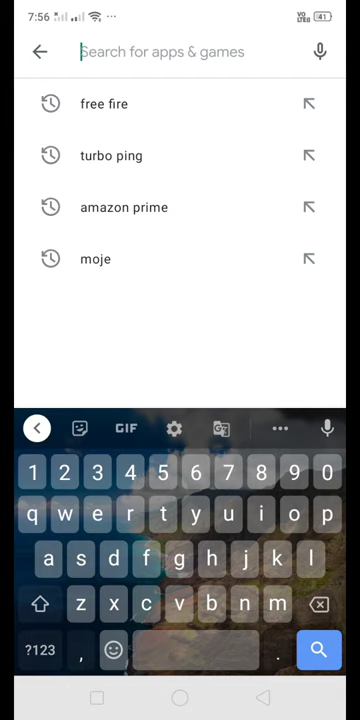 7:56
VO
LTE
41
Search for apps & games
free fire
turbo ping
amazon prime
moje
GIF
1 2 3 4 5 6 7 8 9 0
q w e r t y u i o p
a s d f g h j k l
z x c v b n m
?123 , .